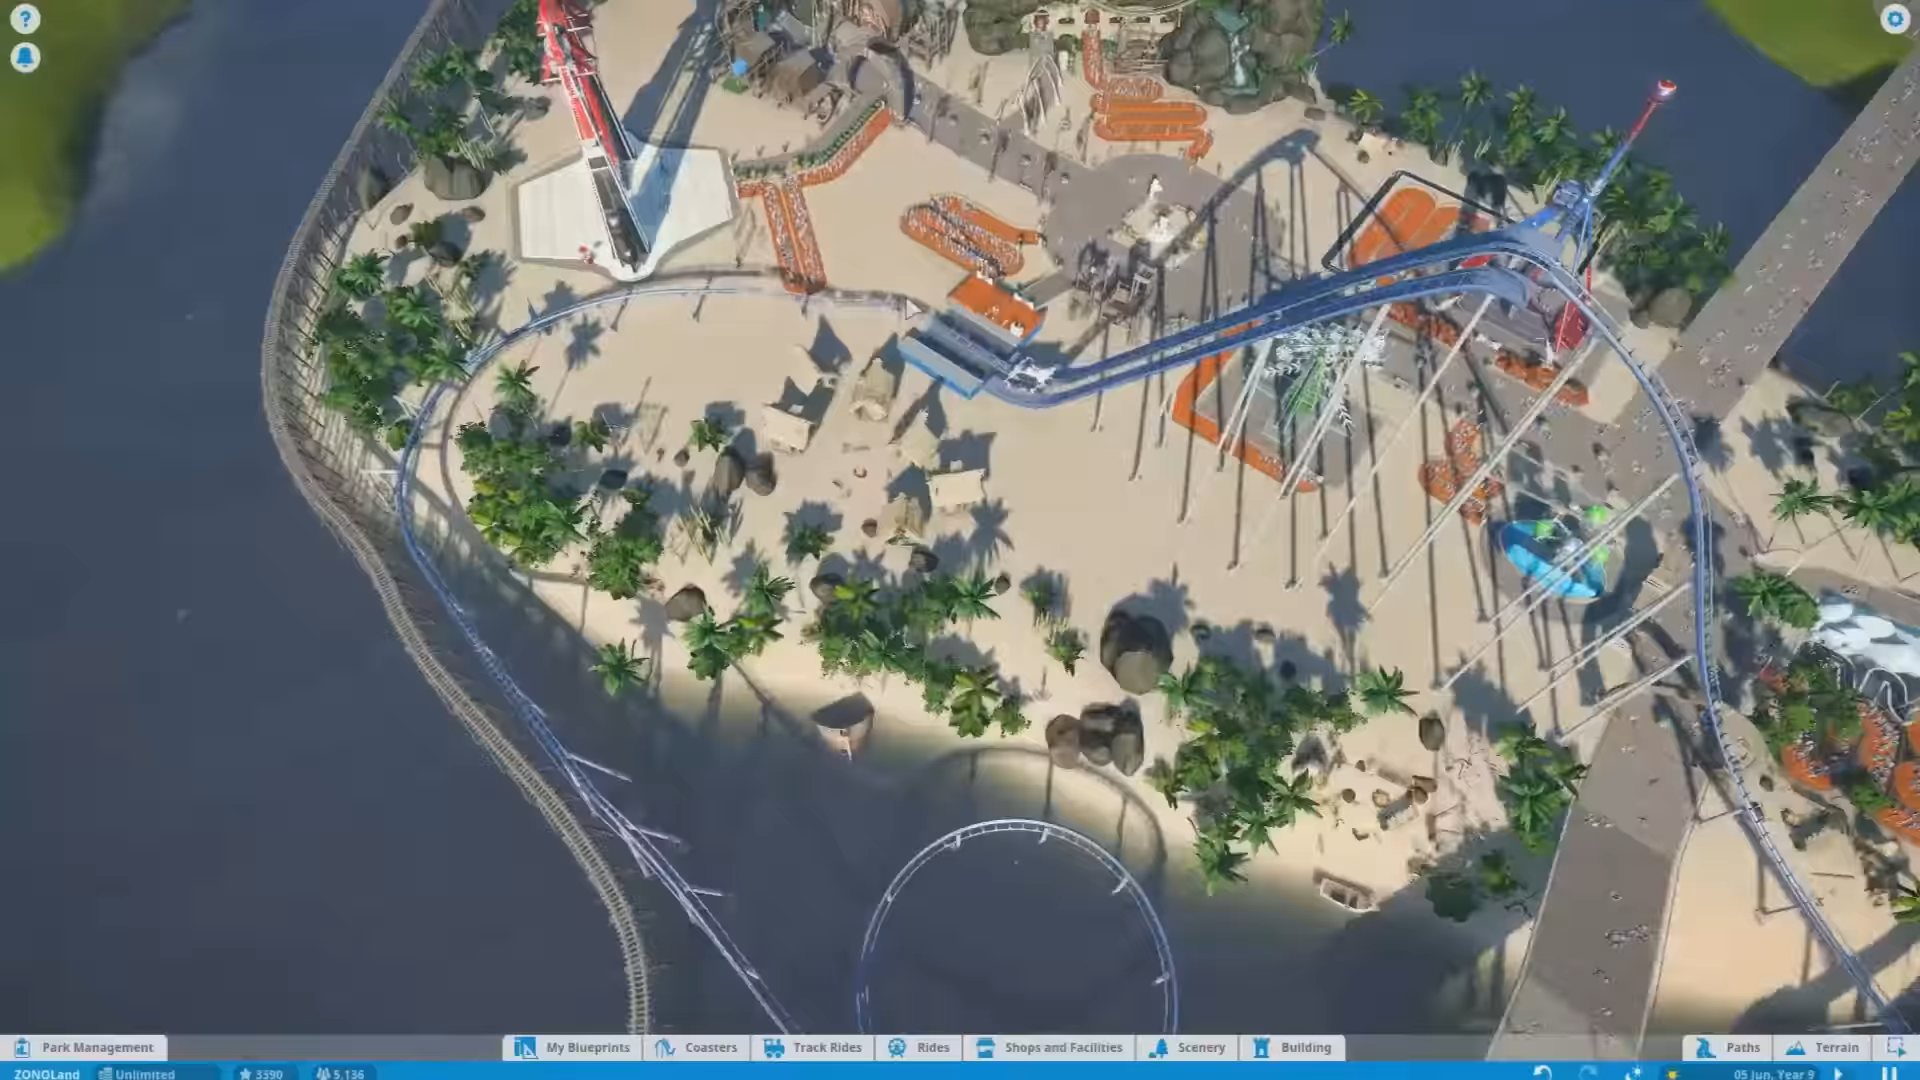 ?
Park Management
My Blueprints
Coasters
Track Rides
Rides
Shops and Facilities
Scenery
Building
Paths
Terrain
ZONOLand
Unlimited
3390
5,136
05 Jun, Year 9